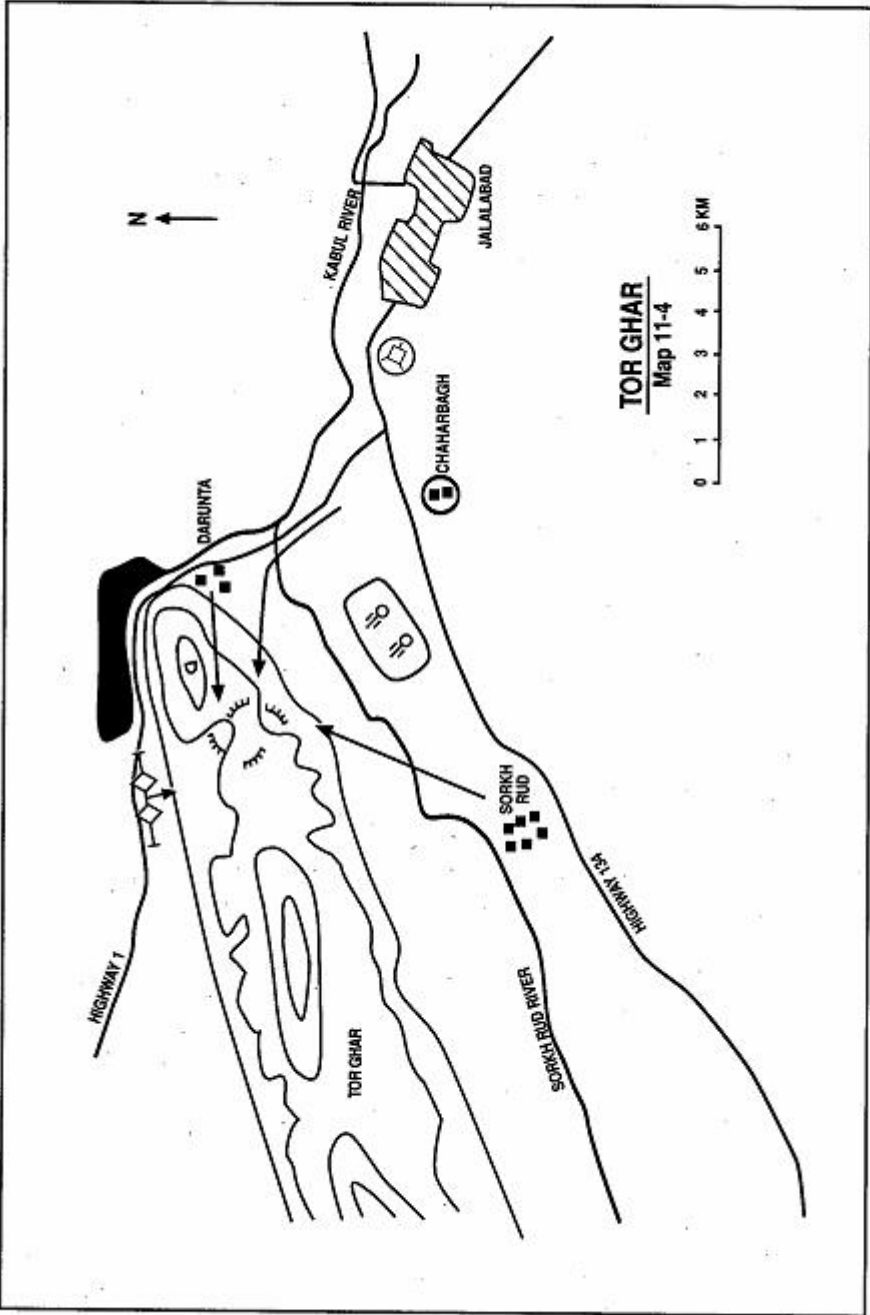 HIGHWAY 1
DARUNTA
D
N
KABUL RIVER
JALALABAD
CHAHARBAGH
TOR GHAR
SORKH
RUD
SORKH RUD RIVER
HIGHWAY 134
TOR GHAR
Map 11-4
0 1 2 3 4 5 6 KM